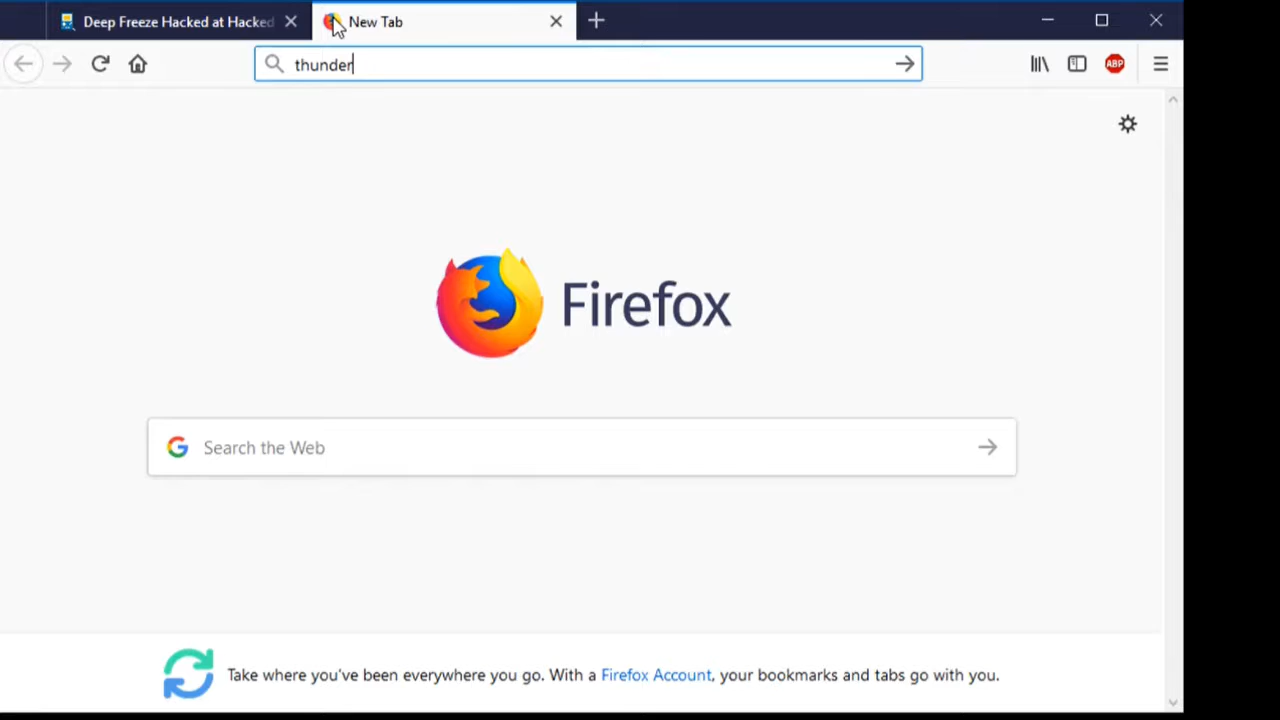 Deep Freeze Hacked at Hacked
New Tab
thunder
ABP
Firefox
Search the Web
Take where you've been everywhere you go. With a Firefox Account, your bookmarks and tabs go with you.